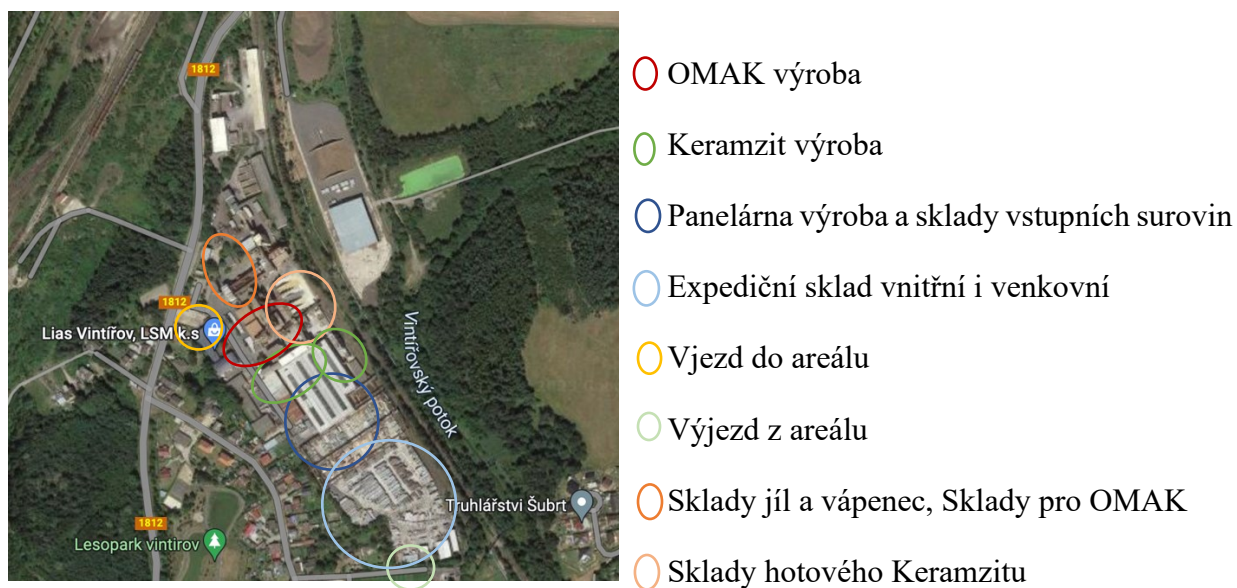 1812
1812
Lias Vintířov, LSM k.s
Vintířovský potok
Truhlářstvi Šubrt
1812
Lesopark vintirov
OMAK výroba
Keramzit výroba
Panelárna výroba a sklady vstupních surovin
Expediční sklad vnitřní i venkovní
Vjezd do areálu
Výjezd z areálu
Sklady jíl a vápenec, Sklady pro OMAK
Sklady hotového Keramzitu